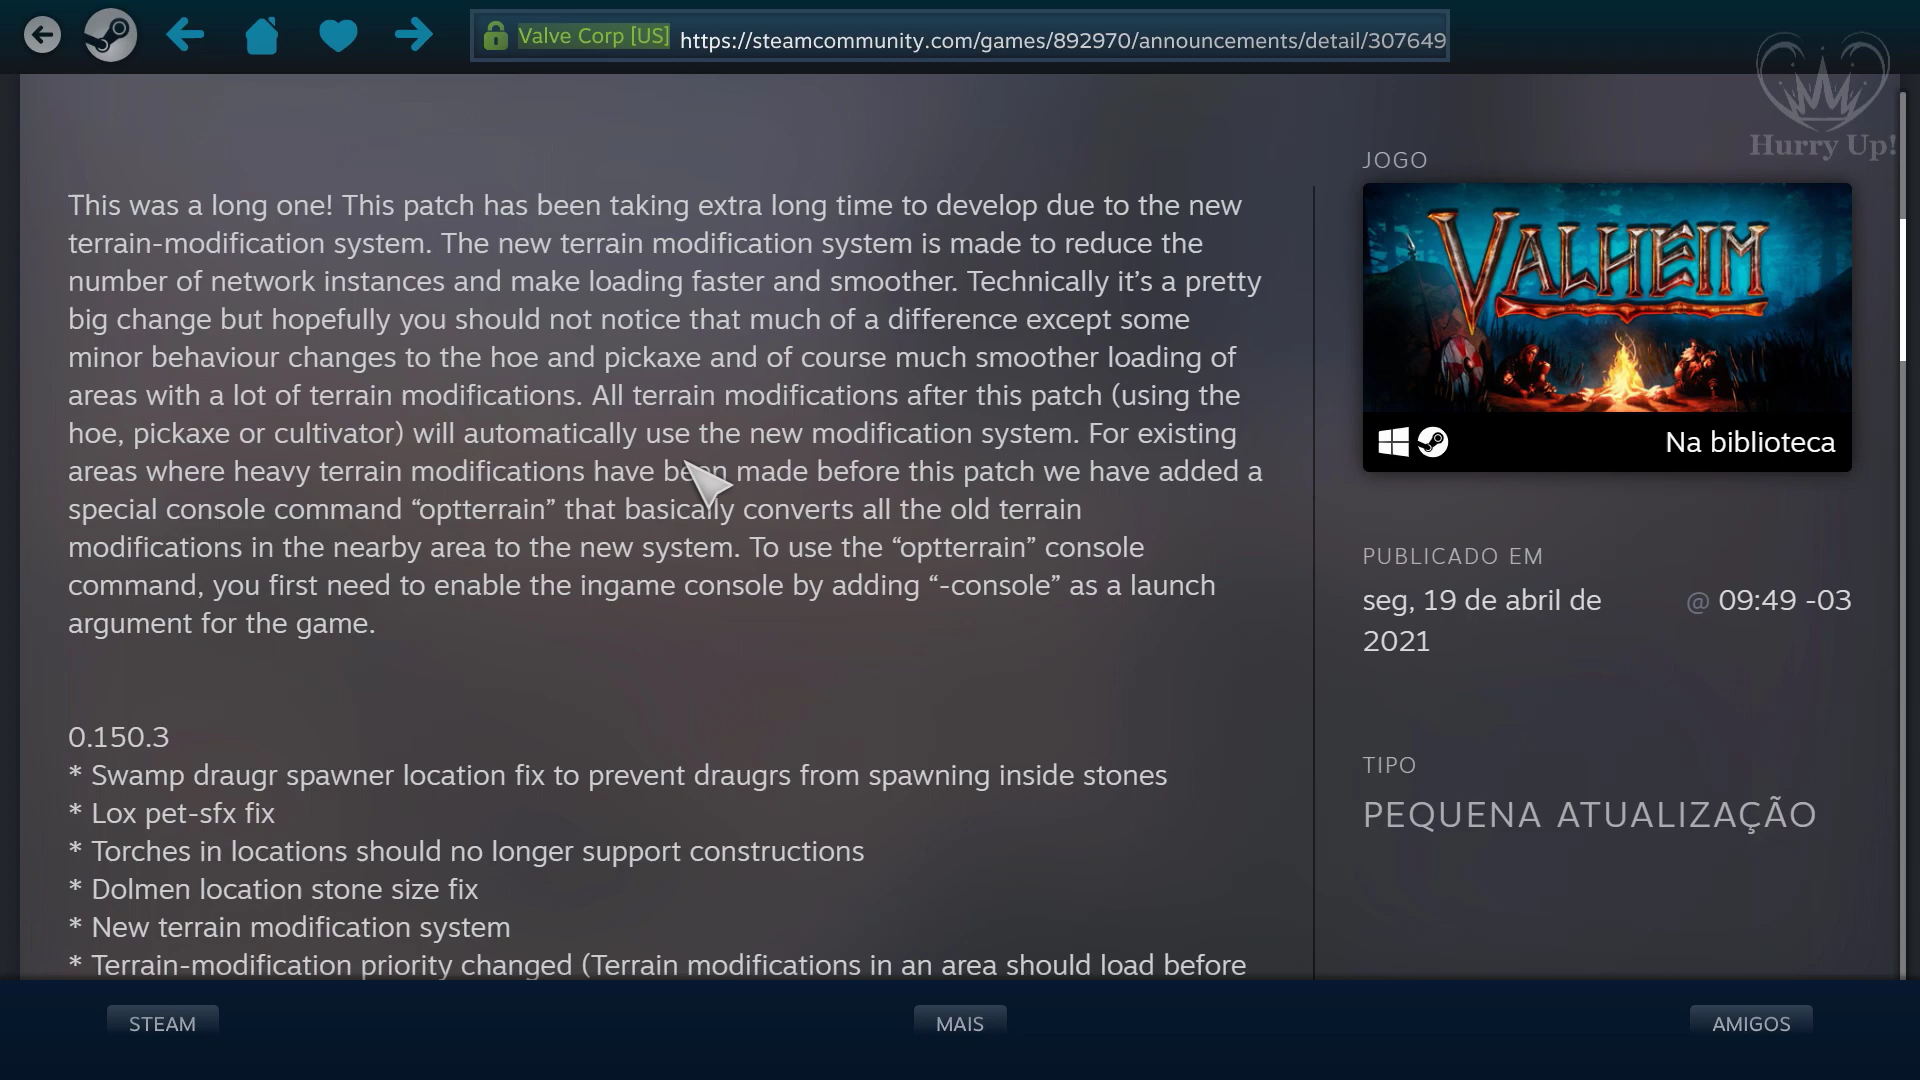 Valve Corp [US] https://steamcommunity.com/games/892970/announcements/detail/307649
Hurry Up!
This was a long one! This patch has been taking extra long time to develop due to the new
terrain-modification system. The new terrain modification system is made to reduce the
number of network instances and make loading faster and smoother. Technically it’s a pretty
big change but hopefully you should not notice that much of a difference except some
minor behaviour changes to the hoe and pickaxe and of course much smoother loading of
areas with a lot of terrain modifications. All terrain modifications after this patch (using the
hoe, pickaxe or cultivator) will automatically use the new modification system. For existing
areas where heavy terrain modifications have been made before this patch we have added a
special console command “optterrain” that basically converts all the old terrain
modifications in the nearby area to the new system. To use the “optterrain” console
command, you first need to enable the ingame console by adding “-console” as a launch
argument for the game.
0.150.3
* Swamp draugr spawner location fix to prevent draugrs from spawning inside stones
* Lox pet-sfx fix
* Torches in locations should no longer support constructions
* Dolmen location stone size fix
* New terrain modification system
* Terrain-modification priority changed (Terrain modifications in an area should load before
JOGO
VALHEIM
Na biblioteca
PUBLICADO EM
seg, 19 de abril de @ 09:49 -03
2021
TIPO
PEQUENA ATUALIZAÇÃO
STEAM MAIS AMIGOS